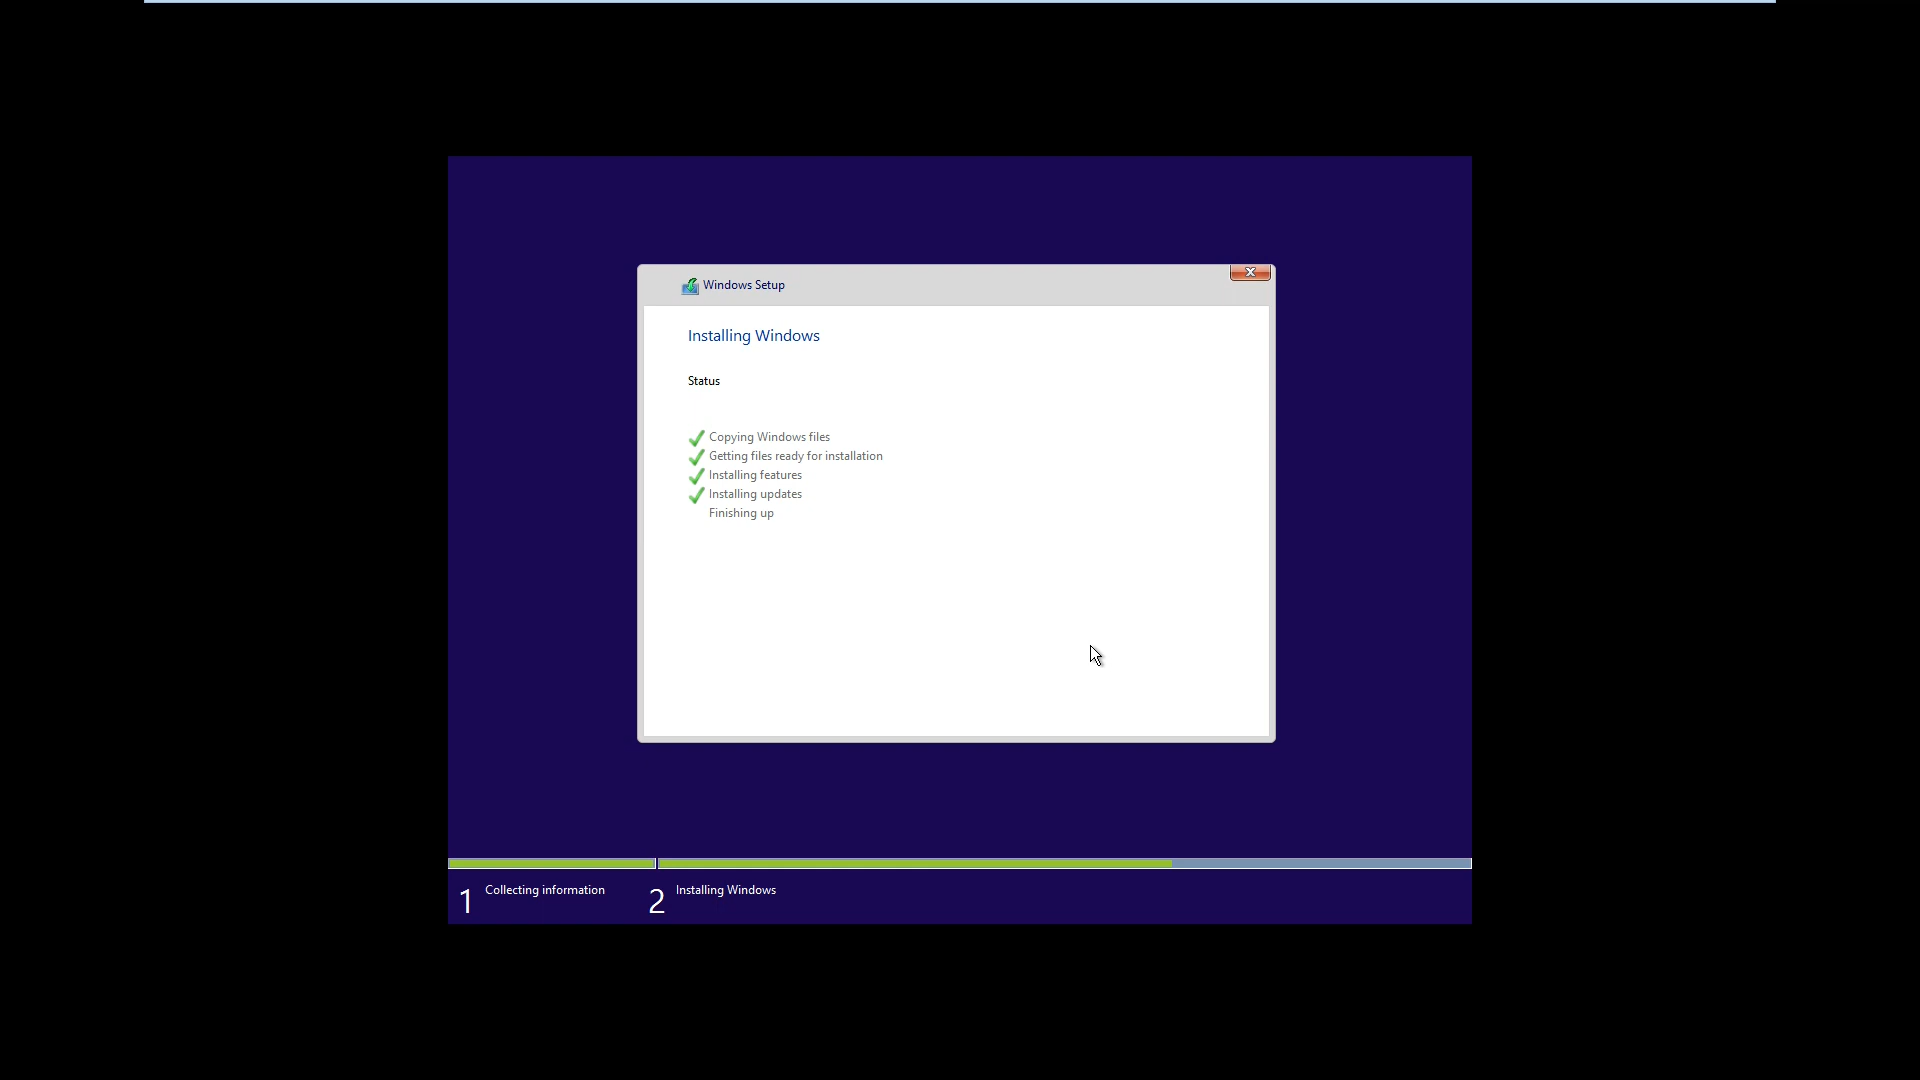 Windows Setup
Installing Windows
Status
Copying Windows files
Getting files ready for installation
Installing features
Installing updates
Finishing up
1 Collecting information
2 Installing Windows